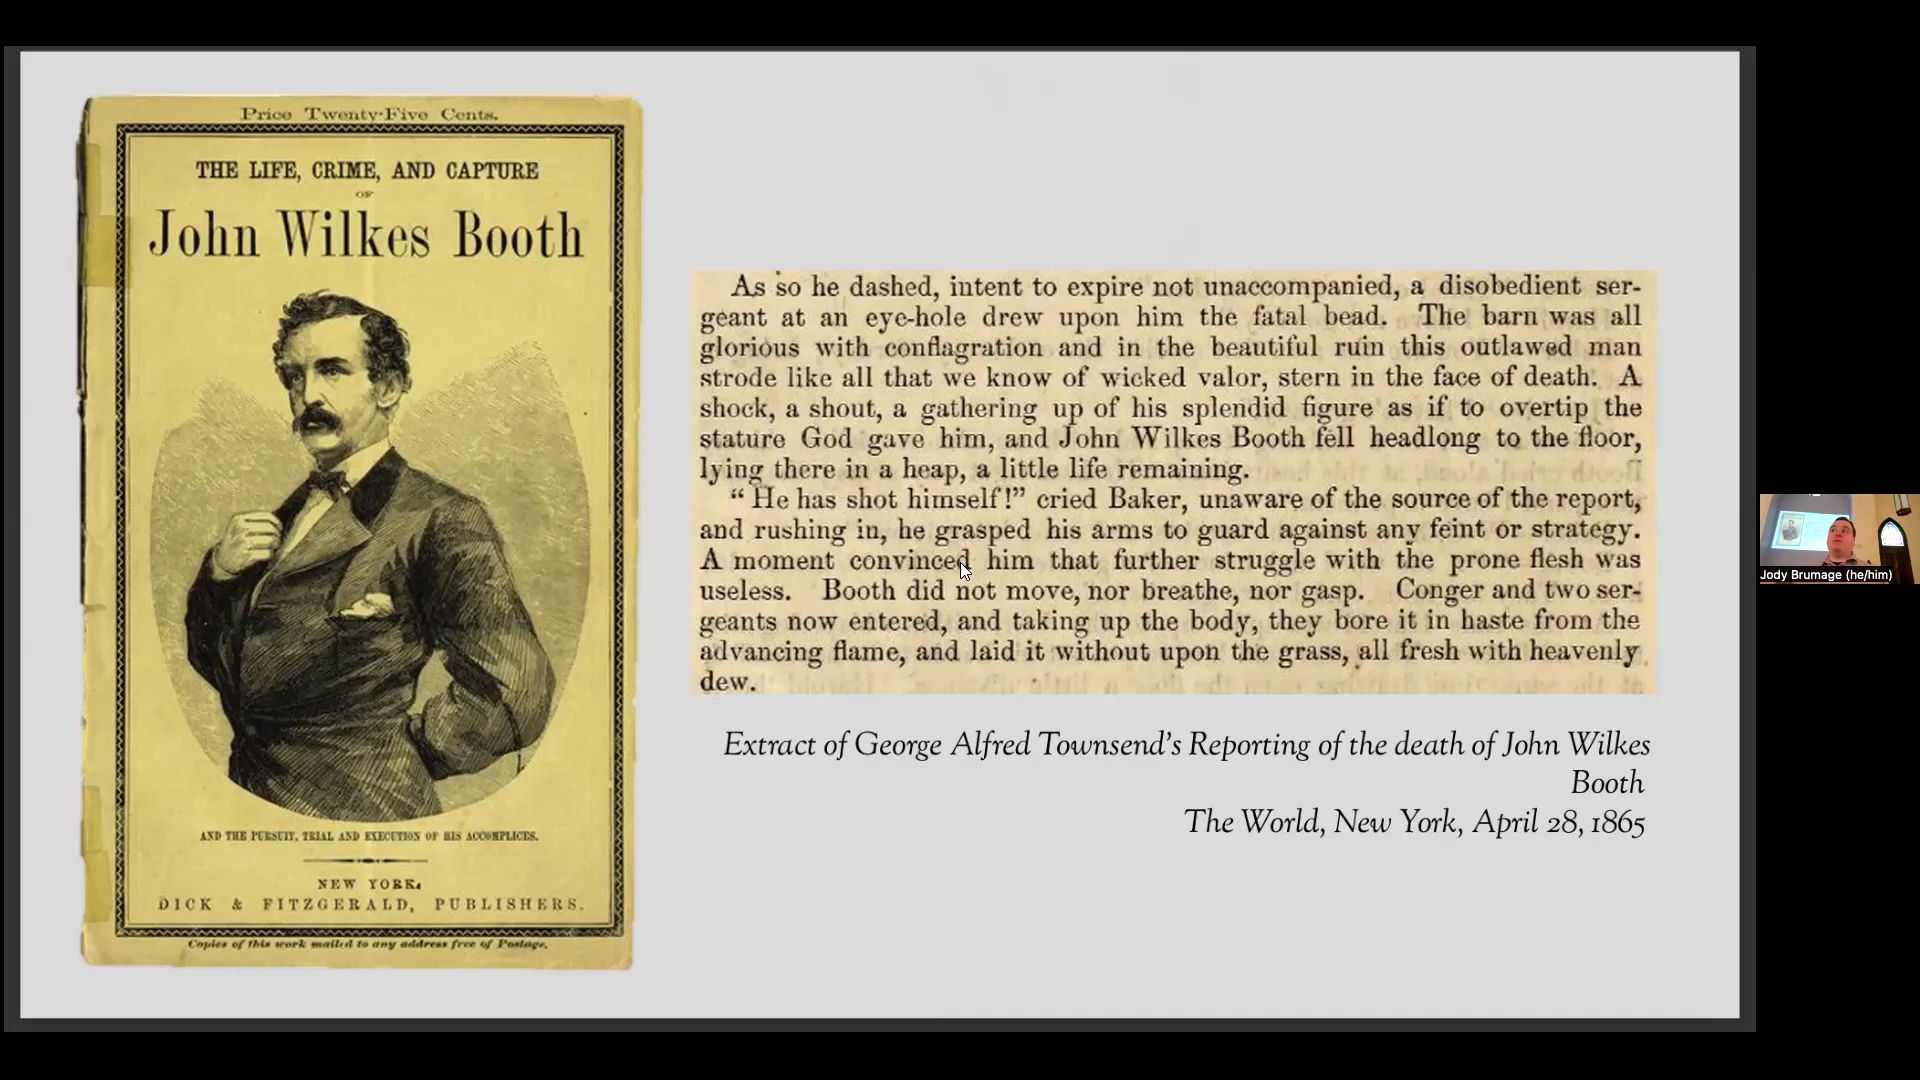 Price Twenty-Five Cents.
THE LIFE, CRIME, AND CAPTURE
OF
John Wilkes Booth
AND THE PURSUIT, TRIAL AND EXECUTION OF HIS ACCOMPLICES.
NEW YORK:
DICK & FITZGERALD, PUBLISHERS.
Copies of this work mailed to any address free of Postage.
As so he dashed, intent to expire not unaccompanied, a disobedient ser-
geant at an eye-hole drew upon him the fatal bead. The barn was all
glorious with conflagration and in the beautiful ruin this outlawed man
strode like all that we know of wicked valor, stern in the face of death. A
shock, a shout, a gathering up of his splendid figure as if to overtip the
stature God gave him, and John Wilkes Booth fell headlong to the floor,
lying there in a heap, a little life remaining.
“ He has shot himself!” cried Baker, unaware of the source of the report,
and rushing in, he grasped his arms to guard against any feint or strategy.
A moment convinced him that further struggle with the prone flesh was
useless. Booth did not move, nor breathe, nor gasp. Conger and two ser-
geants now entered, and taking up the body, they bore it in haste from the
advancing flame, and laid it without upon the grass, all fresh with heavenly
dew.
Extract of George Alfred Townsend’s Reporting of the death of John Wilkes
Booth
The World, New York, April 28, 1865
Jody Brumage (he/him)